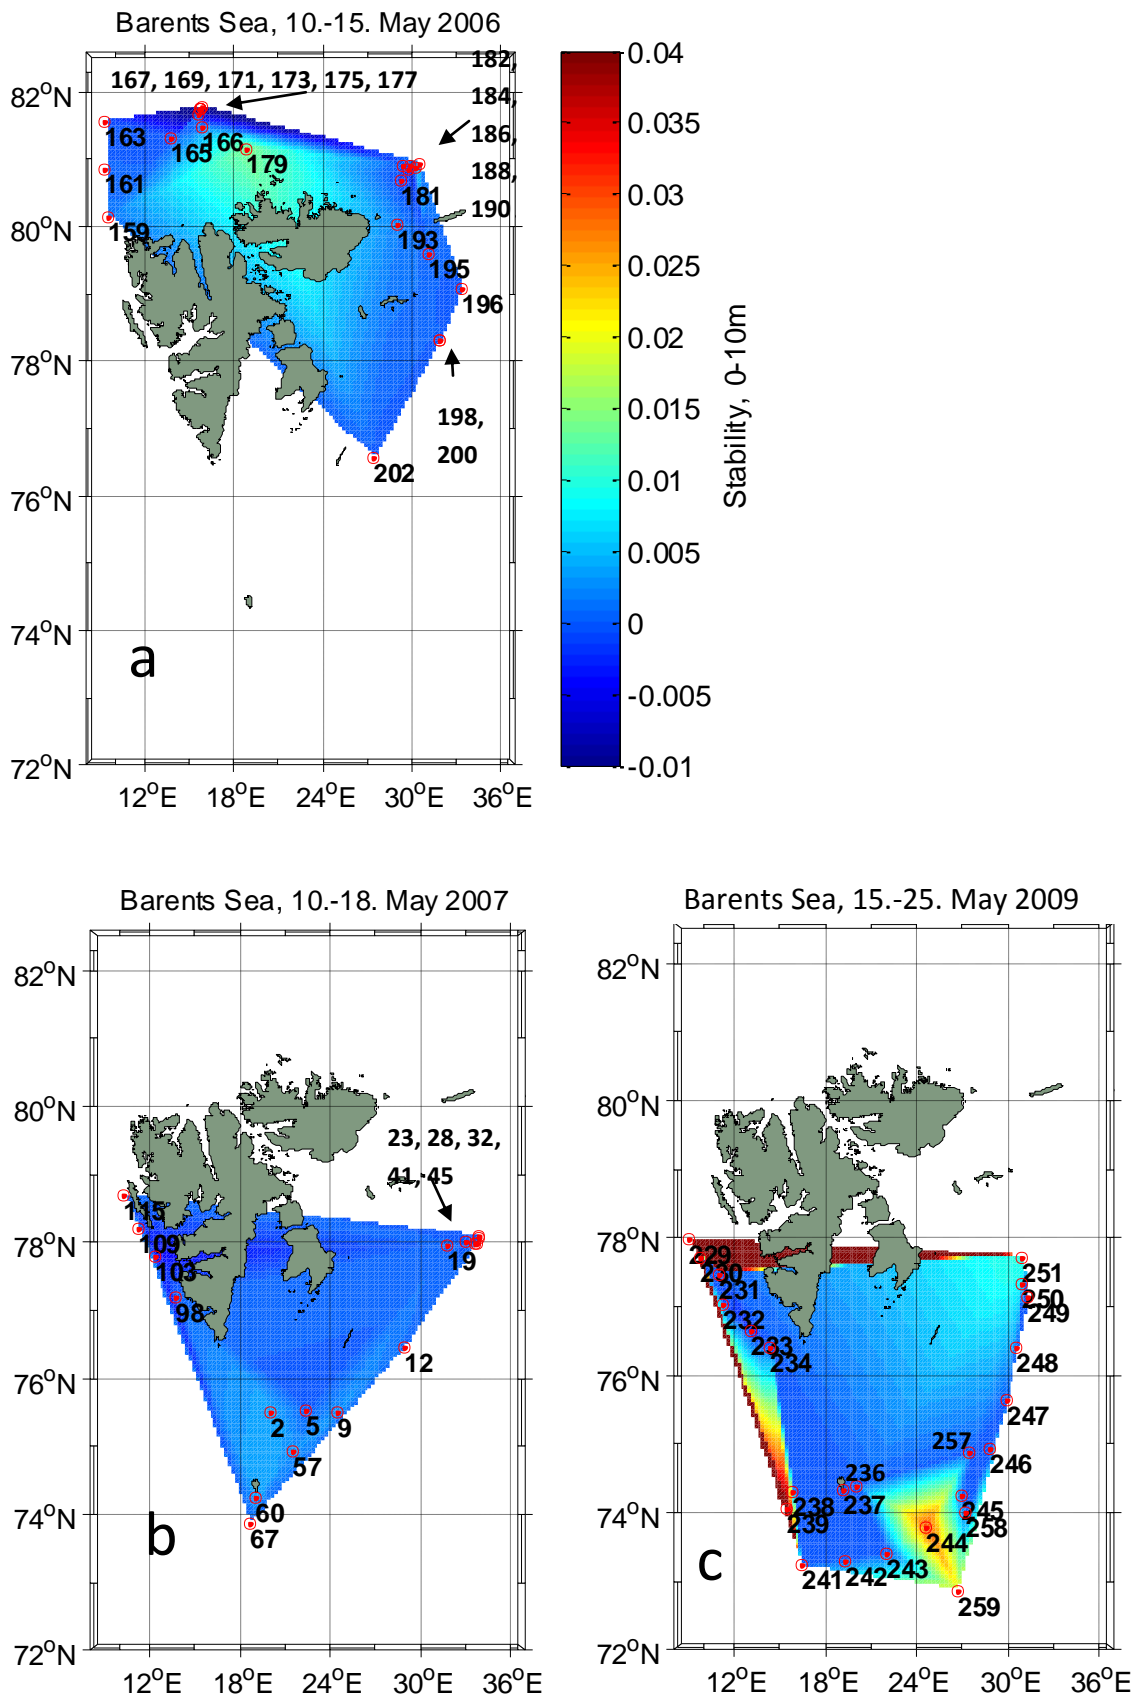 Barents Sea, 10.-15. May 2006
182,
167, 169, 171, 173, 175, 177
184,
186,
188,
190
163
165
166
179
161
181
159
193
195
196
198,
200
202
82°N
80°N
78°N
76°N
74°N
72°N
a
12°E 18°E 24°E 30°E 36°E
0.04
0.035
0.03
0.025
0.02
0.015
0.01
0.005
0
-0.005
-0.01
Stability, 0-10m
Barents Sea, 10.-18. May 2007
82°N
80°N
78°N
76°N
74°N
72°N
23, 28, 32,
41, 45
115
109
103
98
19
12
2
5
9
57
60
67
b
12°E 18°E 24°E 30°E 36°E
Barents Sea, 15.-25. May 2009
82°N
80°N
78°N
76°N
74°N
72°N
229
230
231
232
233
234
251
250
249
248
247
257
246
236
237
238
239
245
258
244
243
242
241
259
c
12°E 18°E 24°E 30°E 36°E